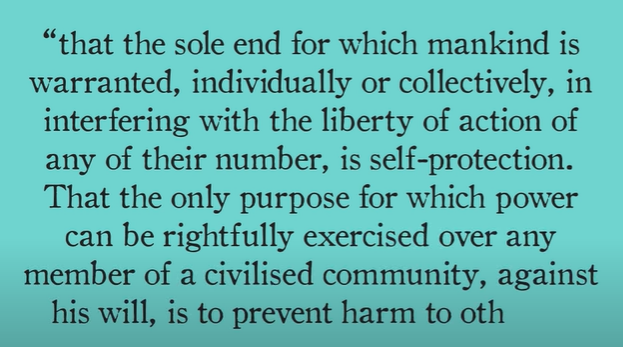 “that the sole end for which mankind is
warranted, individually or collectively, in
interfering with the liberty of action of
any of their number, is self-protection.
That the only purpose for which power
can be rightfully exercised over any
member of a civilised community, against
his will, is to prevent harm to oth